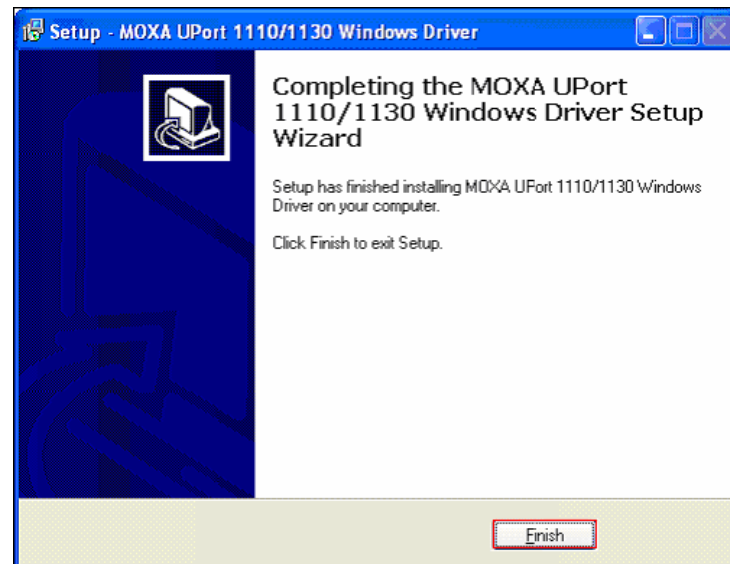 Setup - MOXA UPort 1110/1130 Windows Driver
Completing the MOXA UPort
1110/1130 Windows Driver Setup
Wizard
Setup has finished installing MOXA UPort 1110/1130 Windows
Driver on your computer.
Click Finish to exit Setup.
Finish